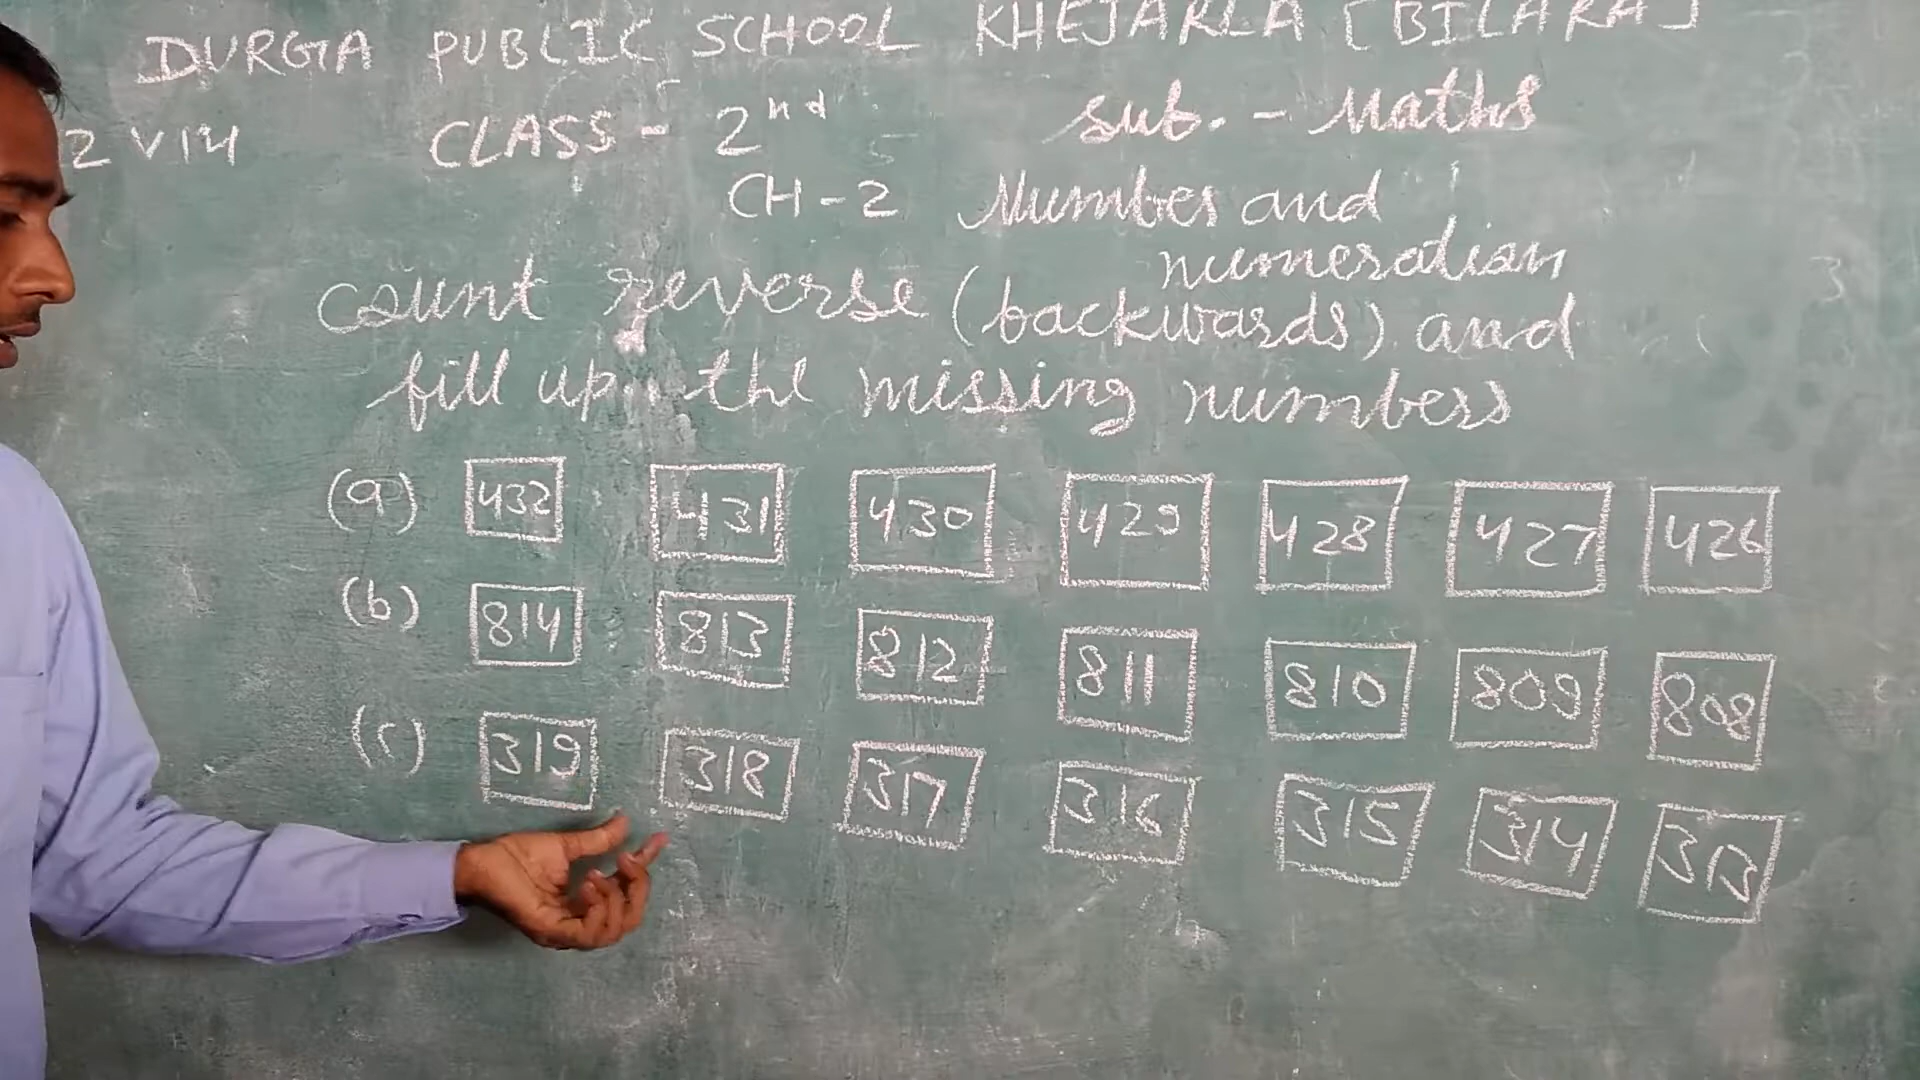 DURGA PUBLIC SCHOOL KHEJARLA [BILARA]
CLASS - 2nd sub. - Maths
CH - 2 Number and
numeration
count reverse (backwards) and
fill up the missing numbers
(a) 432 431 430 429 428 427 426
(b) 814 813 812 811 810 809 808
(c) 319 318 317 316 315 314 313